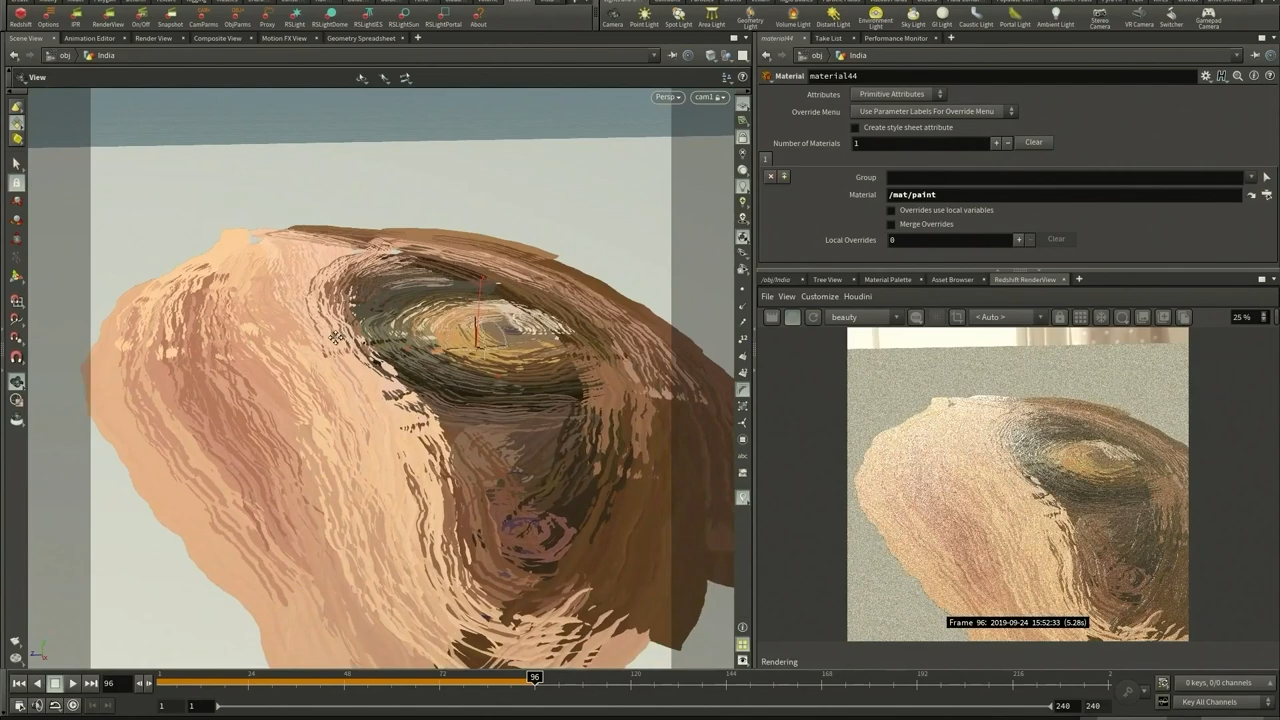 Redshift Options IPR RenderView On/Off Snapshot CamParms ObjParms Proxy RSLight RSLightDome RSLightIES RSLightSun RSLightPortal
Camera Point Light Spot Light Area Light Geometry Light Volume Light Distant Light Environment Light Sky Light GI Light Caustic Light Portal Light Ambient Light Stereo Camera VR Camera Switcher Gamepad Camera
Scene View Animation Editor Render View Composite View Motion FX View Geometry Spreadsheet
obj India
View
Persp cam1
material44 Take List Performance Monitor
obj India
Material material44
Attributes Primitive Attributes
Override Menu Use Parameter Labels For Override Menu
Create style sheet attribute
Number of Materials 1 Clear
1
Group
Material /mat/paint
Overrides use local variables
Merge Overrides
Local Overrides 0 Clear
/obj/India Tree View Material Palette Asset Browser Redshift RenderView
File View Customize Houdini
beauty < Auto > 25 %
Frame 96: 2019-09-24 15:52:33 (5.28s)
Rendering
abc
96
1 24 48 72 96 120 144 168 192 216 2
0 keys, 0/0 channels
1 1 240 240
Key All Channels